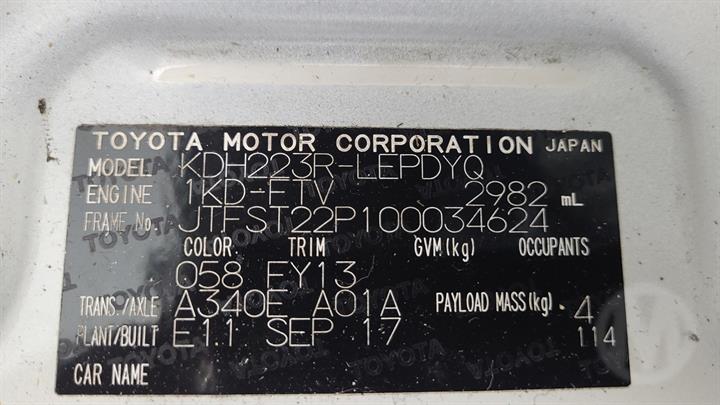 TOYOTA MOTOR CORPORATION JAPAN
MODEL KDH223R-LEPDYQ
ENGINE 1KD-FTV 2982 mL
FRAME No. JTFST22P100034624
COLOR TRIM GVM(kg) OCCUPANTS
058 FY13
TRANS./AXLE A340E A01A PAYLOAD MASS(kg) 4
PLANT/BUILT E11 SEP 17 114
CAR NAME